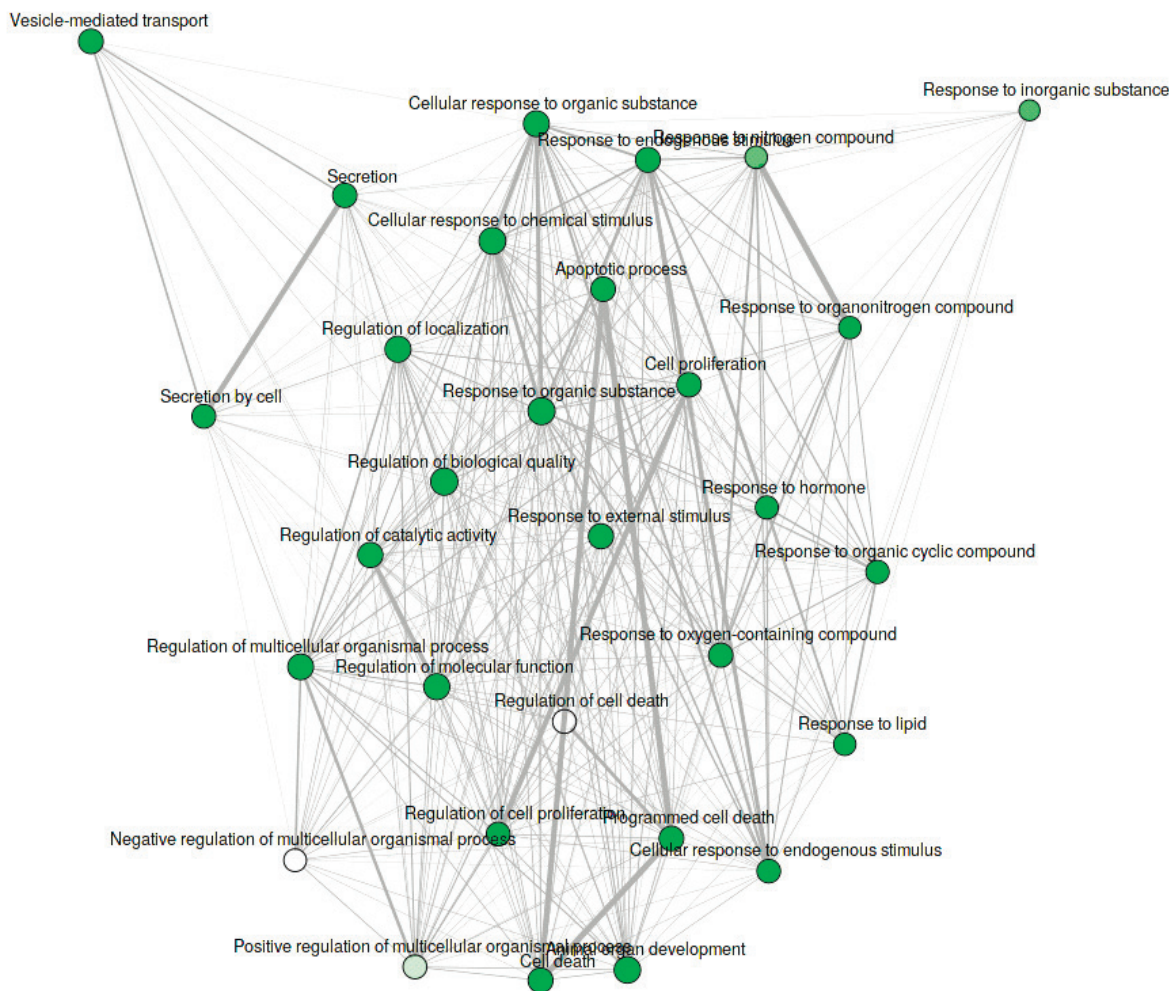 Vesicle-mediated transport
Response to inorganic substance
Cellular response to organic substance
Response to nitrogen compound
Response to endogenous stimulus
Secretion
Cellular response to chemical stimulus
Apoptotic process
Response to organonitrogen compound
Regulation of localization
Cell proliferation
Response to organic substance
Secretion by cell
Regulation of biological quality
Response to hormone
Response to external stimulus
Regulation of catalytic activity
Response to organic cyclic compound
Response to oxygen-containing compound
Regulation of multicellular organismal process
Regulation of molecular function
Regulation of cell death
Response to lipid
Regulation of cell proliferation
Programmed cell death
Negative regulation of multicellular organismal process
Cellular response to endogenous stimulus
Positive regulation of multicellular organismal process
Animal organ development
Cell death